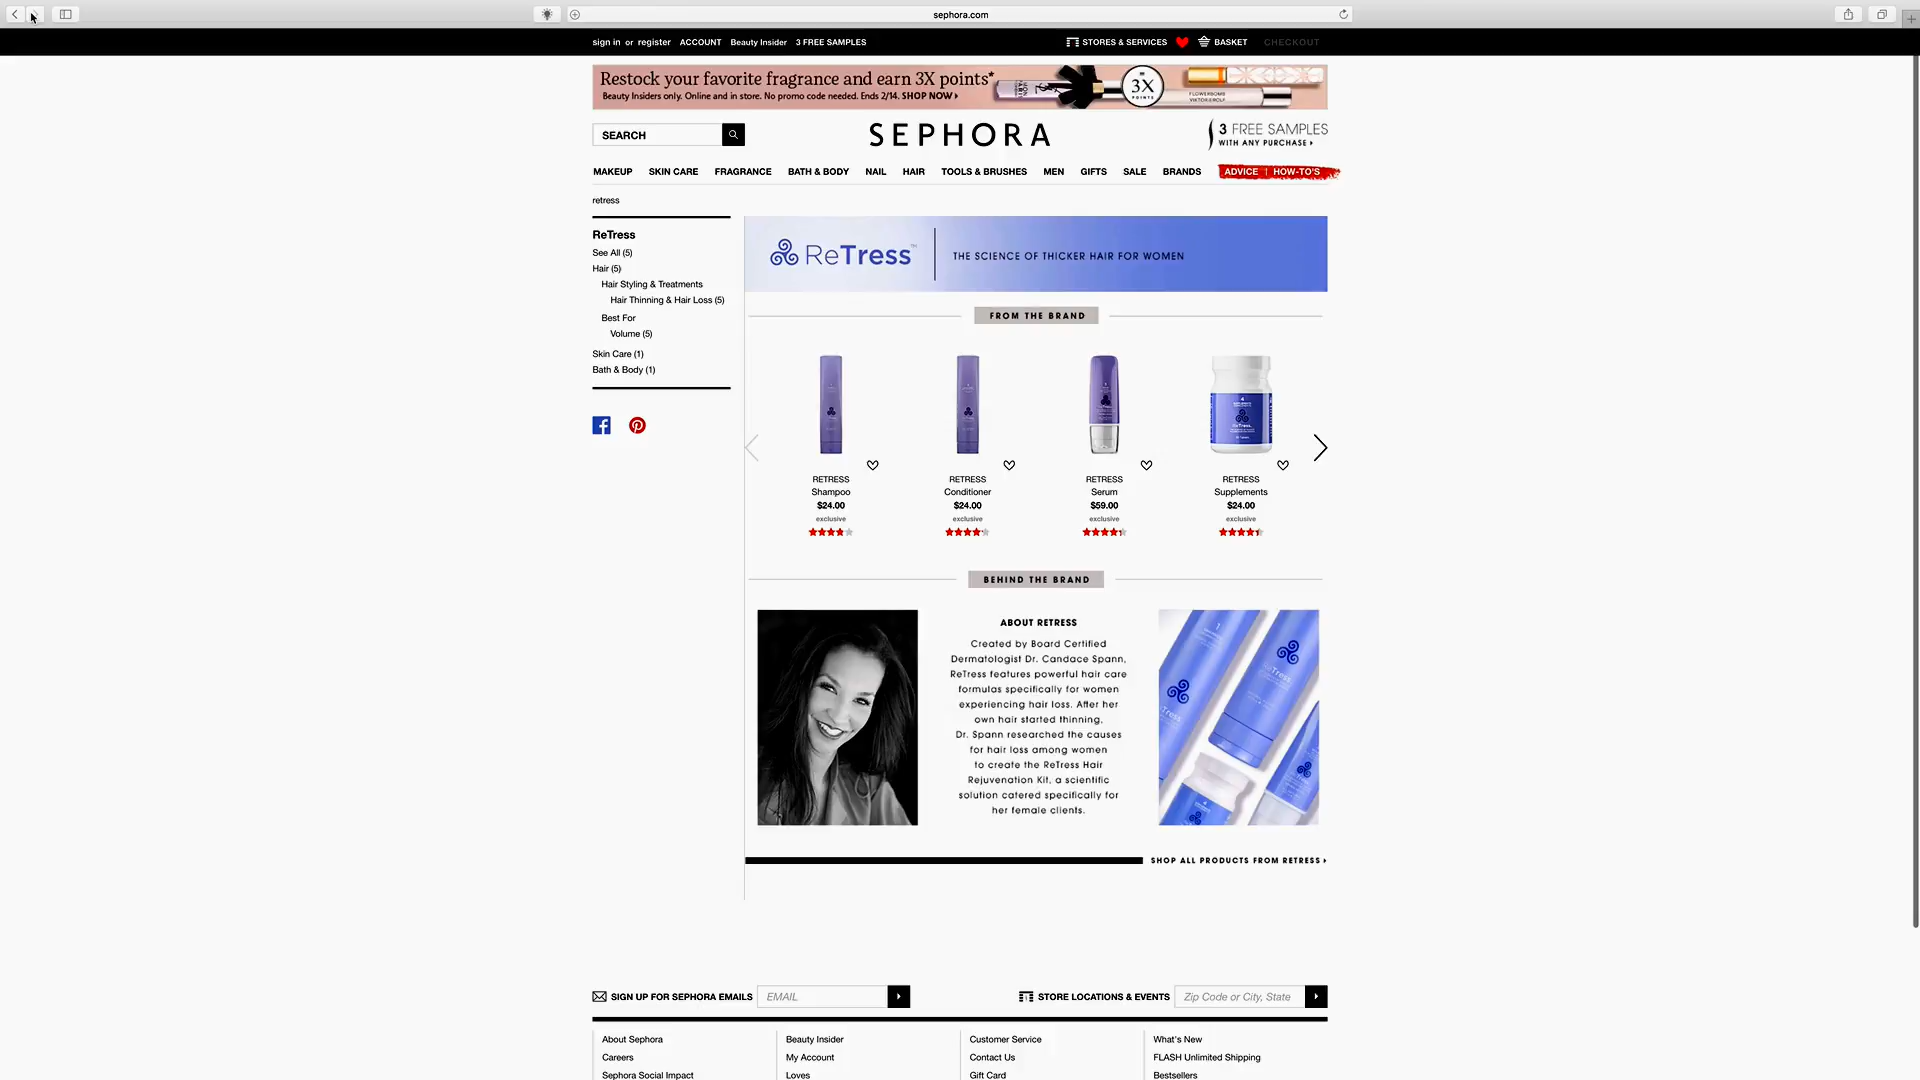 sephora.com
sign in or register ACCOUNT Beauty Insider 3 FREE SAMPLES
STORES & SERVICES BASKET CHECKOUT
Restock your favorite fragrance and earn 3X points*
Beauty Insiders only. Online and in store. No promo code needed. Ends 2/14. SHOP NOW
3X
POINTS
FLOWERBOMB
VIKTOR&ROLF
SEARCH
SEPHORA
3 FREE SAMPLES
WITH ANY PURCHASE
MAKEUP SKIN CARE FRAGRANCE BATH & BODY NAIL HAIR TOOLS & BRUSHES MEN GIFTS SALE BRANDS ADVICE | HOW-TO'S
retress
ReTress
See All (5)
Hair (5)
Hair Styling & Treatments
Hair Thinning & Hair Loss (5)
Best For
Volume (5)
Skin Care (1)
Bath & Body (1)
ReTress™
THE SCIENCE OF THICKER HAIR FOR WOMEN
FROM THE BRAND
RETRESS
Shampoo
$24.00
exclusive
RETRESS
Conditioner
$24.00
exclusive
RETRESS
Serum
$59.00
exclusive
ReTress
RETRESS
Supplements
$24.00
exclusive
BEHIND THE BRAND
ABOUT RETRESS
Created by Board Certified
Dermatologist Dr. Candace Spann,
ReTress features powerful hair care
formulas specifically for women
experiencing hair loss. After her
own hair started thinning,
Dr. Spann researched the causes
for hair loss among women
to create the ReTress Hair
Rejuvenation Kit, a scientific
solution catered specifically for
her female clients.
SHOP ALL PRODUCTS FROM RETRESS
SIGN UP FOR SEPHORA EMAILS
EMAIL
STORE LOCATIONS & EVENTS
Zip Code or City, State
About Sephora
Careers
Sephora Social Impact
Beauty Insider
My Account
Loves
Customer Service
Contact Us
Gift Card
What's New
FLASH Unlimited Shipping
Bestsellers